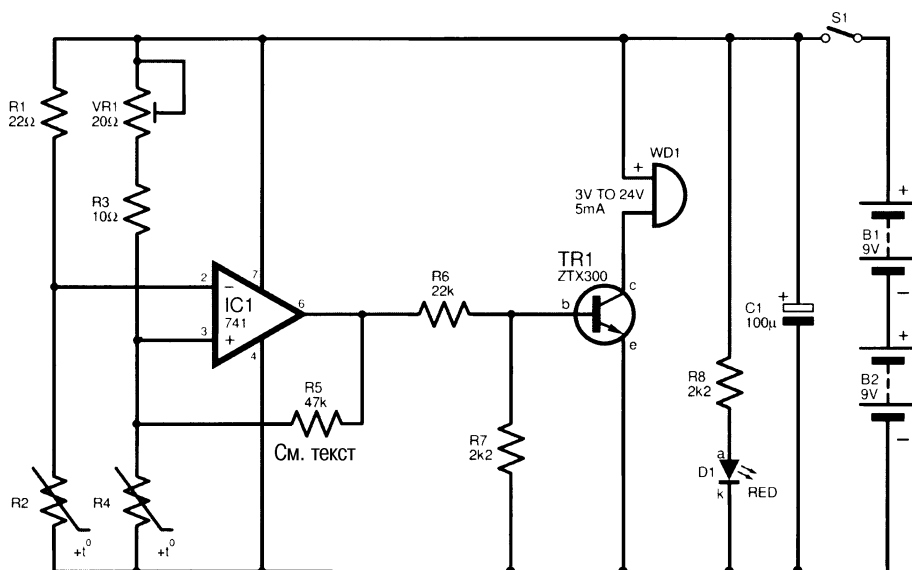 S1
R1
22Ω
VR1
20Ω
R3
10Ω
WD1
+
3V TO 24V
5mA
+
B1
9V
−
2
7
−
IC1
741
6
3
+
4
R6
22k
TR1
ZTX300
b
c
e
+
C1
100µ
+
B2
9V
−
R5
47k
См. текст
R8
2k2
R7
2k2
a
D1
k
RED
R2
+t°
R4
+t°